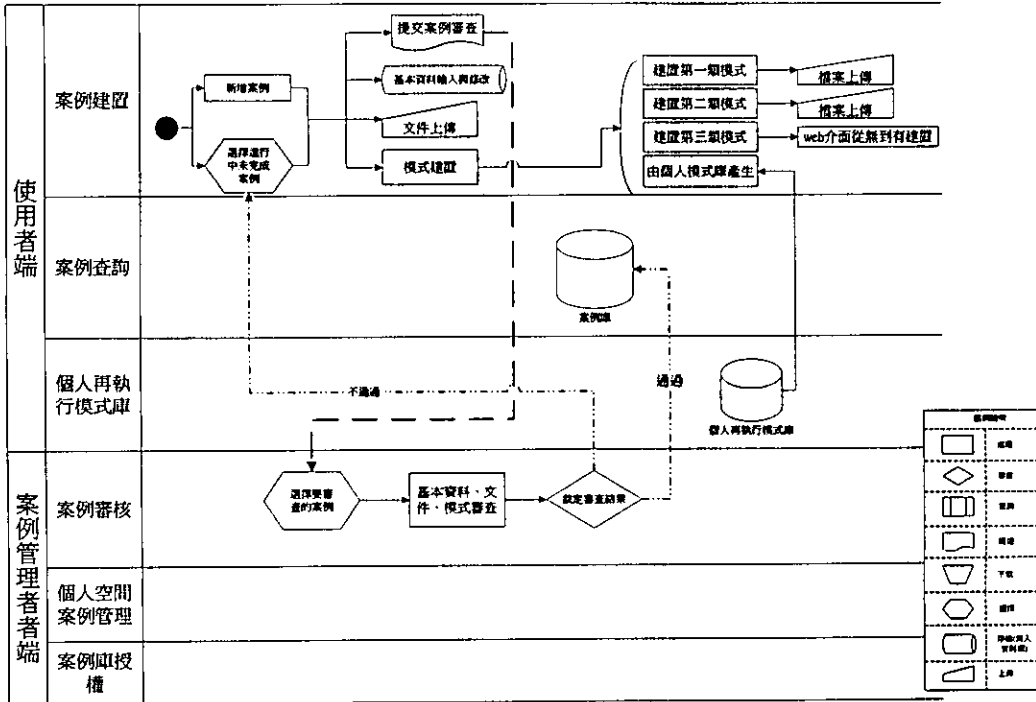 使用者端
案例建置
新增案例
選擇進行
中未完成
案例
提交案例審查
基本資料輸入與修改
文件上傳
模式建置
建置第一類模式
檔案上傳
建置第二類模式
檔案上傳
建置第三類模式
web介面從無到有建置
由個人模式庫產生
案例查詢
案例庫
個人再執
行模式庫
不通過
通過
個人再執行模式庫
案例管理者者端
案例審核
選擇要審
查的案例
基本資料、文
件、模式審查
設定審查結果
個人空間
案例管理
案例庫授
權
處理
下載
選擇
上傳